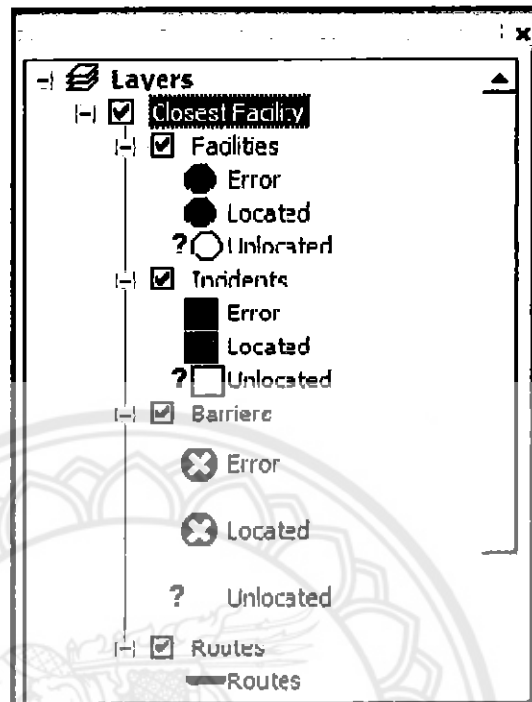 Layers
Closest Facility
Facilities
Error
Located
? Unlocated
Incidents
Error
Located
? Unlocated
Barriers
Error
Located
? Unlocated
Routes
Routes